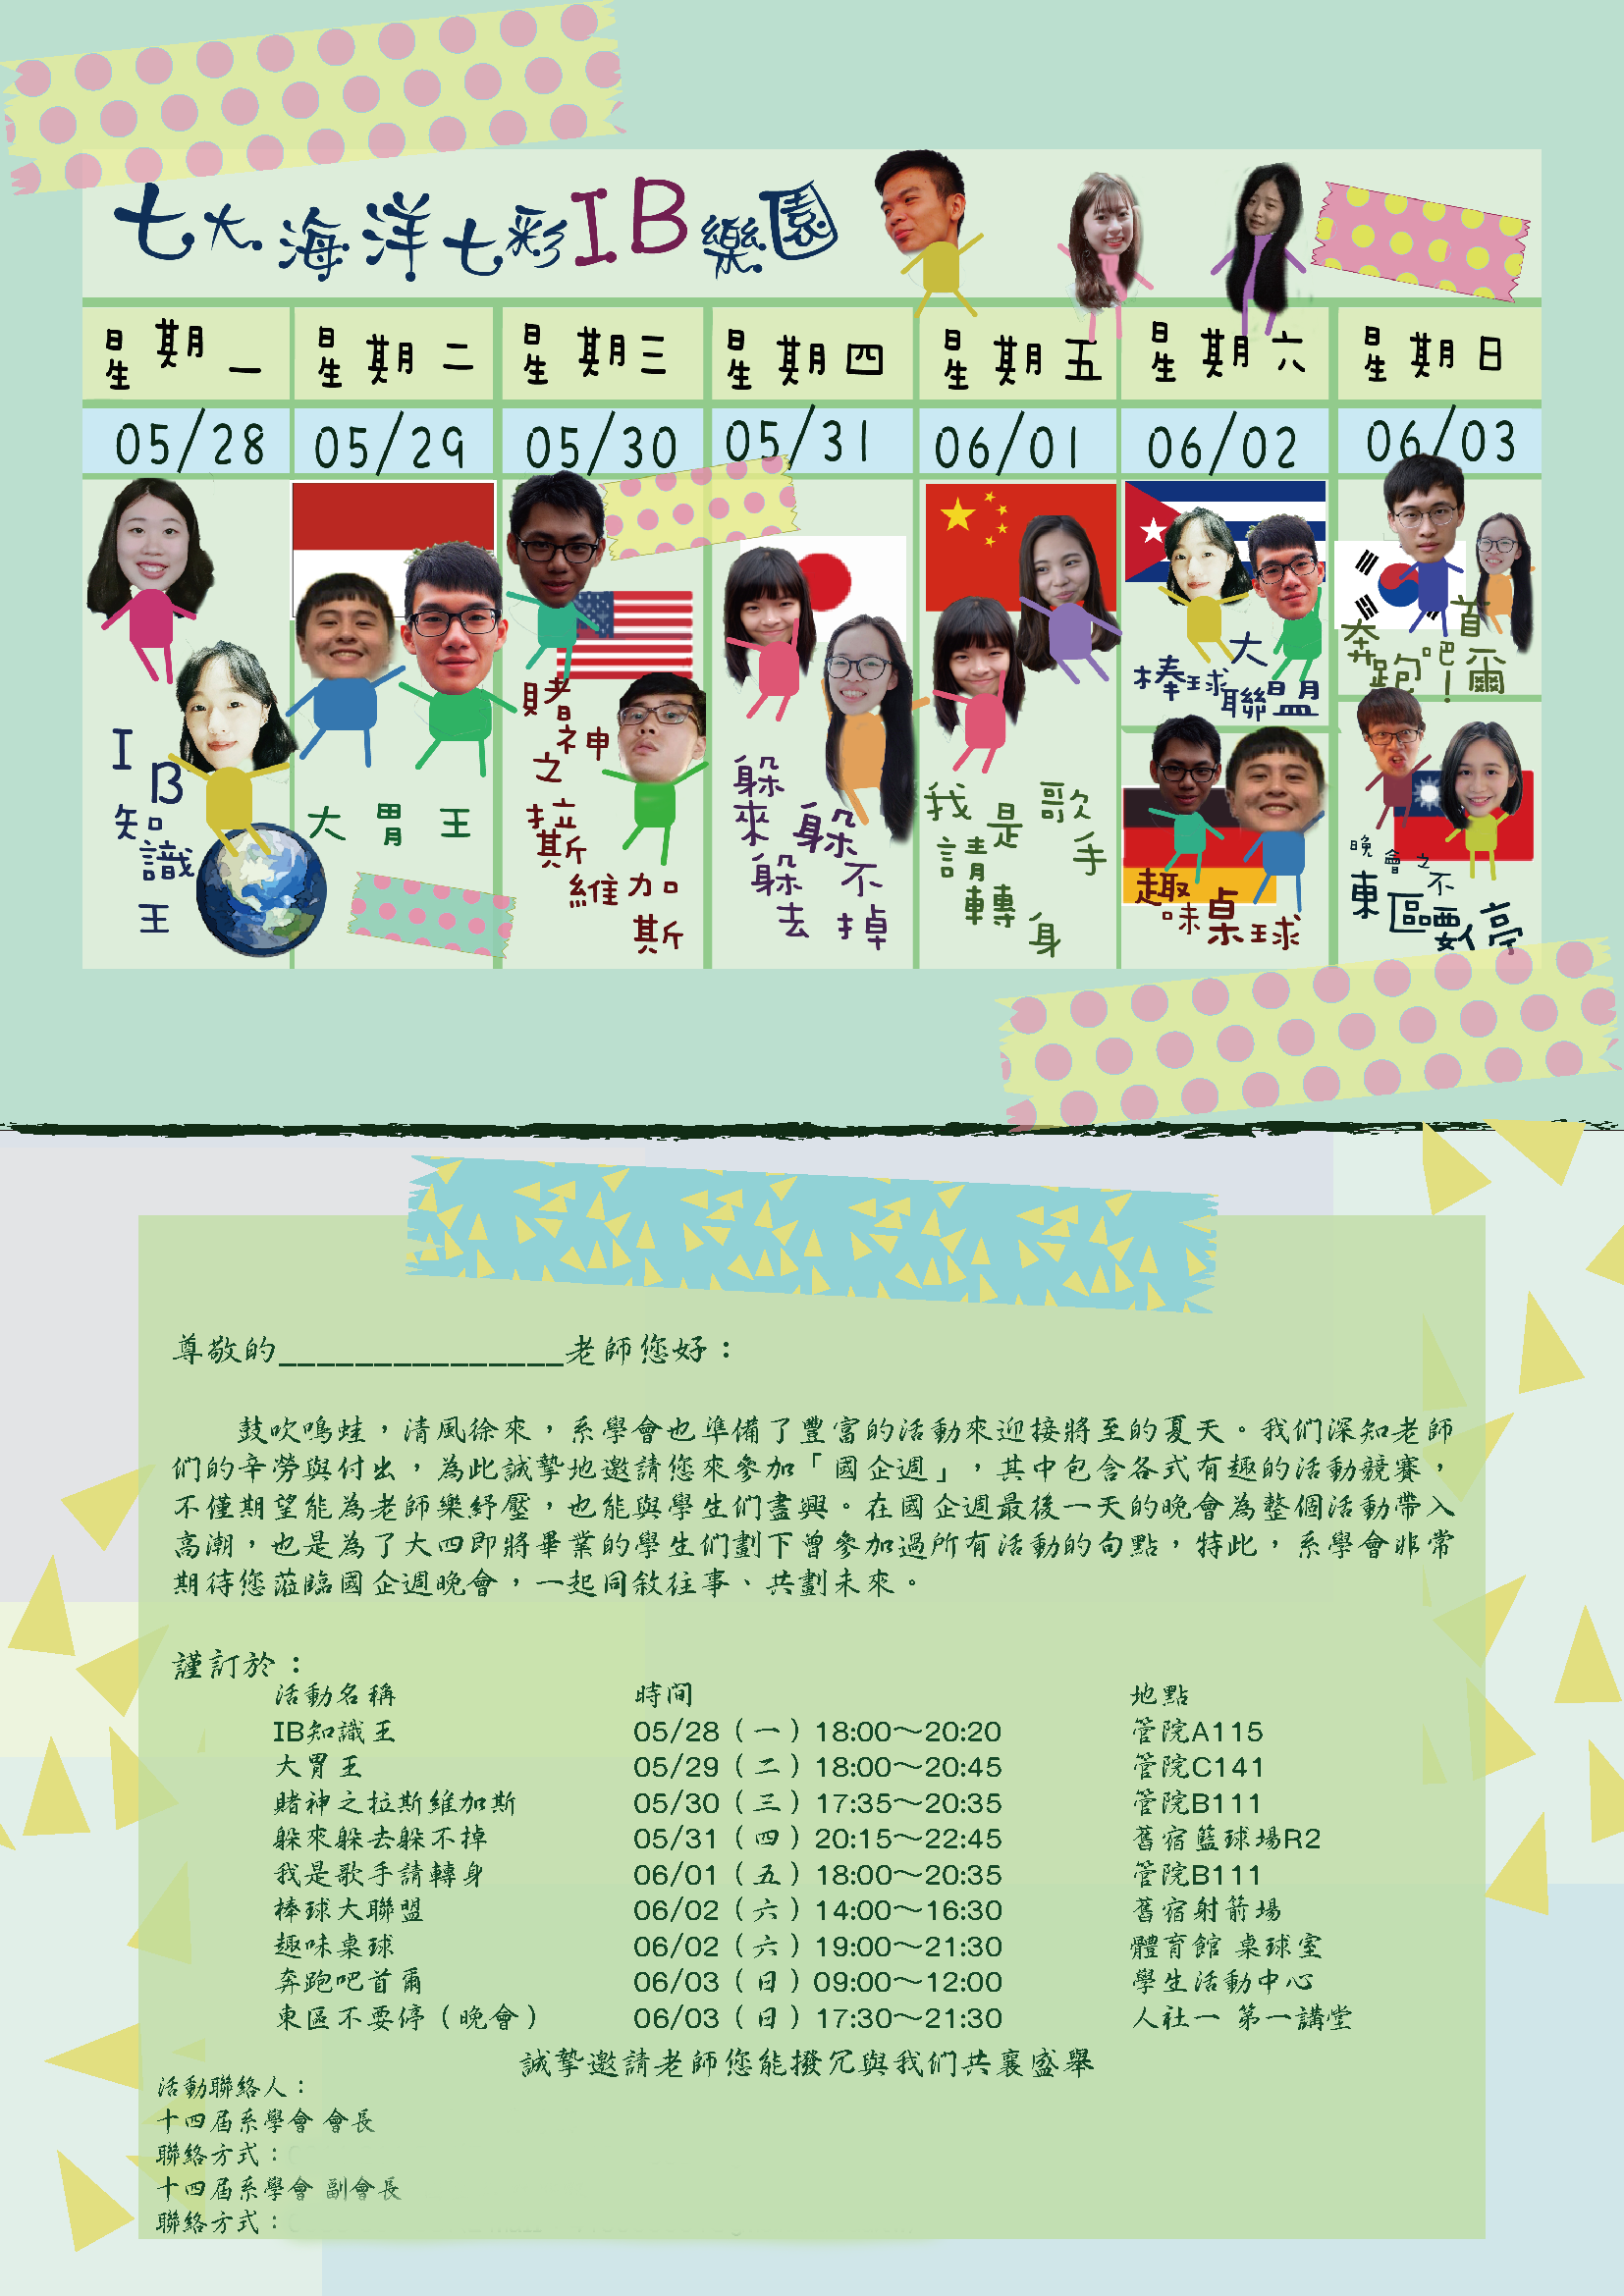 七大海洋七彩IB樂園
星期一 星期二 星期三 星期四 星期五 星期六 星期日
05/28 05/29 05/30 05/31 06/01 06/02 06/03
IB知識王
大胃王
賭神之拉斯維加斯
躲來躲去躲不掉
我是歌手請轉身
棒球大聯盟
趣味桌球
奔跑吧!首爾
晚會之東區不要停
尊敬的_______________老師您好：
鼓吹鳴蛙，清風徐來，系學會也準備了豐富的活動來迎接將至的夏天。我们深知老師
们的辛勞與付出，為此誠摯地邀請您來參加「國企週」，其中包含各式有趣的活動競賽，
不僅期望能為老師樂紓壓，也能與學生们盡興。在國企週最後一天的晚會為整個活動帶入
高潮，也是為了大四即將畢業的學生们劃下曾參加過所有活動的句點，特此，系學會非常
期待您蒞臨國企週晚會，一起同敘往事、共劃未來。
謹訂於：
活動名稱 時間 地點
IB知識王 05/28（一）18:00～20:20 管院A115
大胃王 05/29（二）18:00～20:45 管院C141
賭神之拉斯維加斯 05/30（三）17:35～20:35 管院B111
躲來躲去躲不掉 05/31（四）20:15～22:45 舊宿籃球場R2
我是歌手請轉身 06/01（五）18:00～20:35 管院B111
棒球大聯盟 06/02（六）14:00～16:30 舊宿射箭場
趣味桌球 06/02（六）19:00～21:30 體育館 桌球室
奔跑吧首爾 06/03（日）09:00～12:00 學生活動中心
東區不要停（晚會） 06/03（日）17:30～21:30 人社一 第一講堂
誠摯邀請老師您能撥冗與我们共襄盛舉
活動聯絡人：
十四屆系學會 會長
聯絡方式：
十四屆系學會 副會長
聯絡方式：